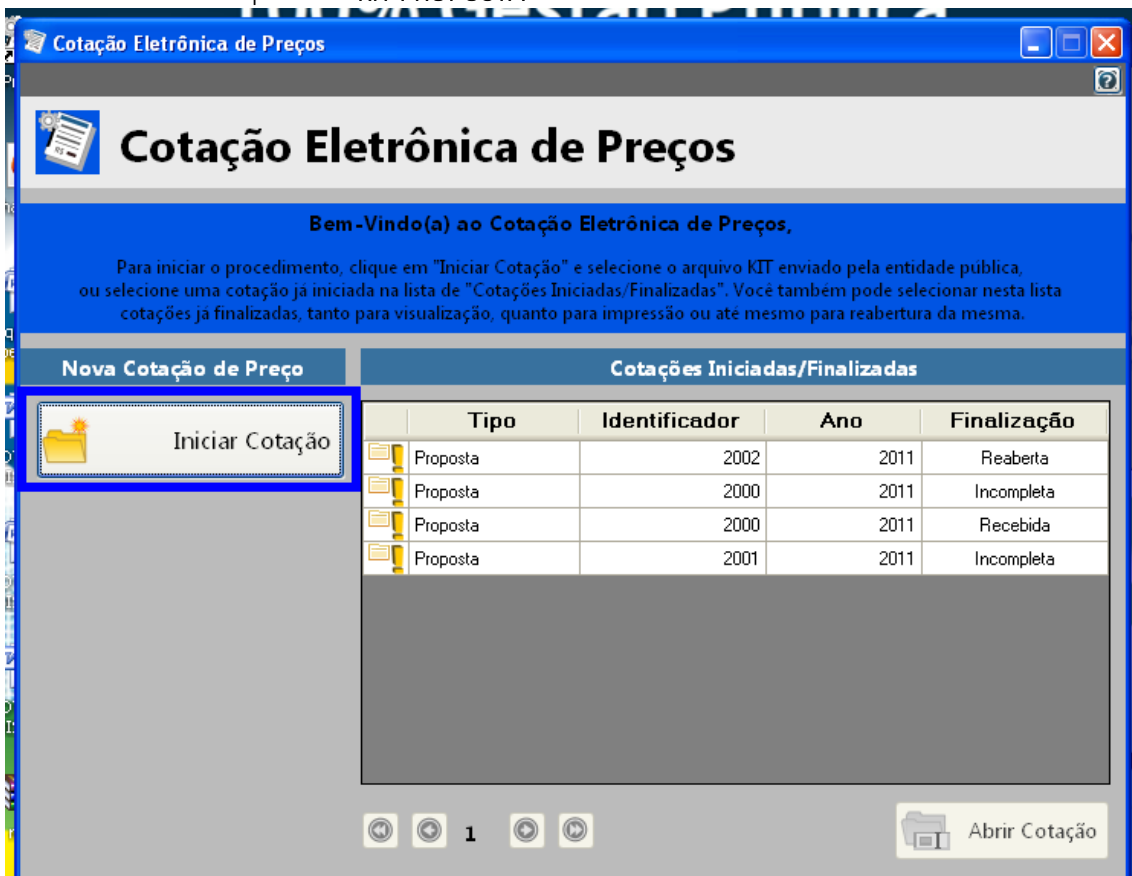 Cotação Eletrônica de Preços
Cotação Eletrônica de Preços
Bem-Vindo(a) ao Cotação Eletrônica de Preços,
Para iniciar o procedimento, clique em "Iniciar Cotação" e selecione o arquivo KIT enviado pela entidade pública,
ou selecione uma cotação já iniciada na lista de "Cotações Iniciadas/Finalizadas". Você também pode selecionar nesta lista
cotações já finalizadas, tanto para visualização, quanto para impressão ou até mesmo para reabertura da mesma.
Nova Cotação de Preço
Cotações Iniciadas/Finalizadas
Iniciar Cotação
Tipo Identificador Ano Finalização
Proposta 2002 2011 Reaberta
Proposta 2000 2011 Incompleta
Proposta 2000 2011 Recebida
Proposta 2001 2011 Incompleta
1
Abrir Cotação